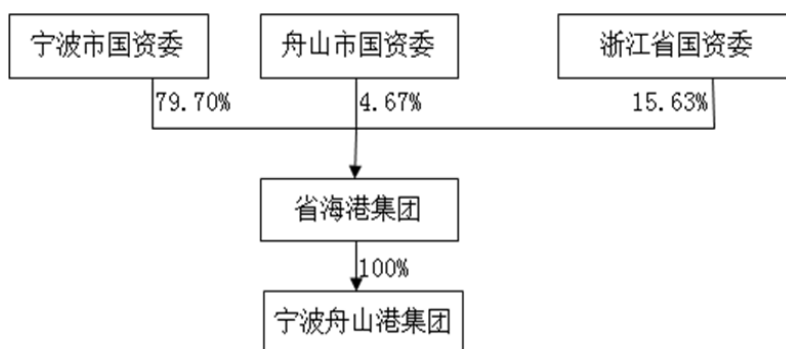 宁波市国资委
舟山市国资委
浙江省国资委
79.70%
4.67%
15.63%
省海港集团
100%
宁波舟山港集团